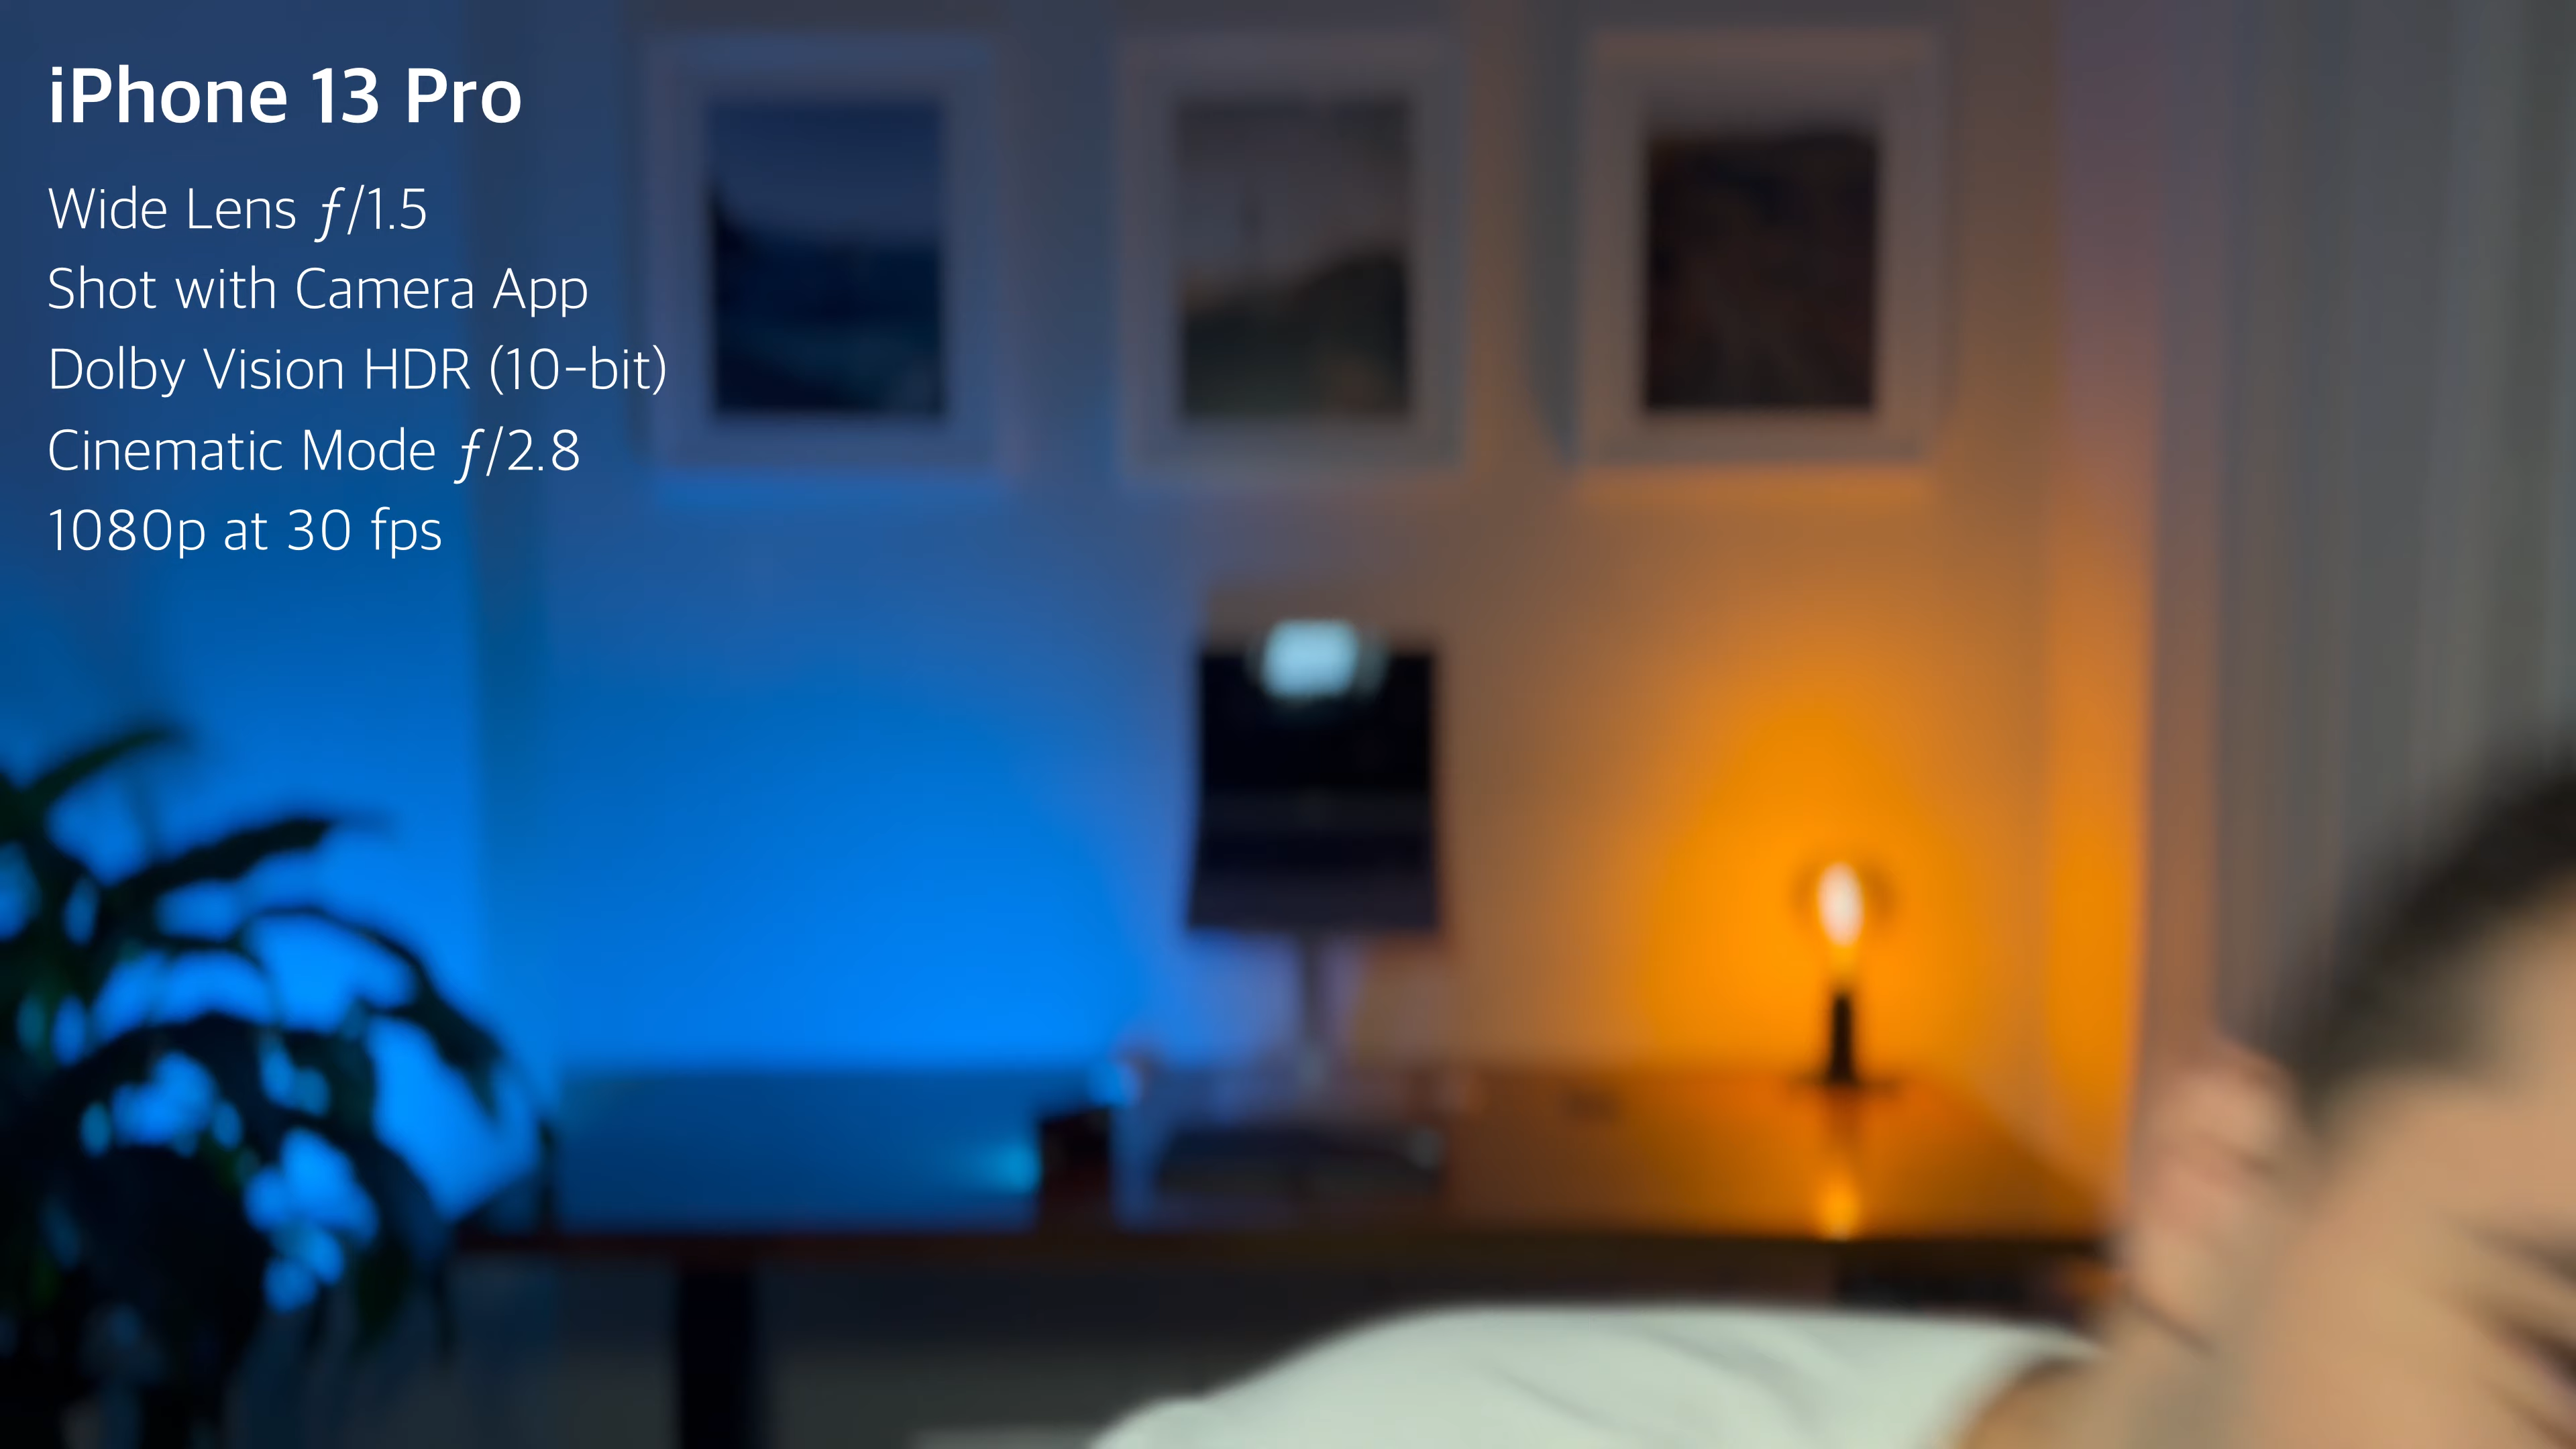 iPhone 13 Pro
Wide Lens ƒ/1.5
Shot with Camera App
Dolby Vision HDR (10-bit)
Cinematic Mode ƒ/2.8
1080p at 30 fps